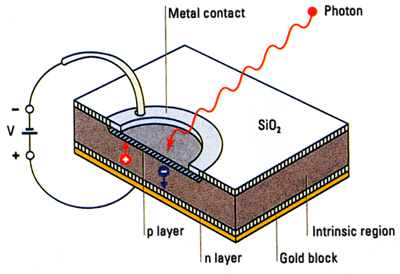 Metal contact
Photon
SiO₂
-
V
+
+
-
p layer
Intrinsic region
n layer
Gold block